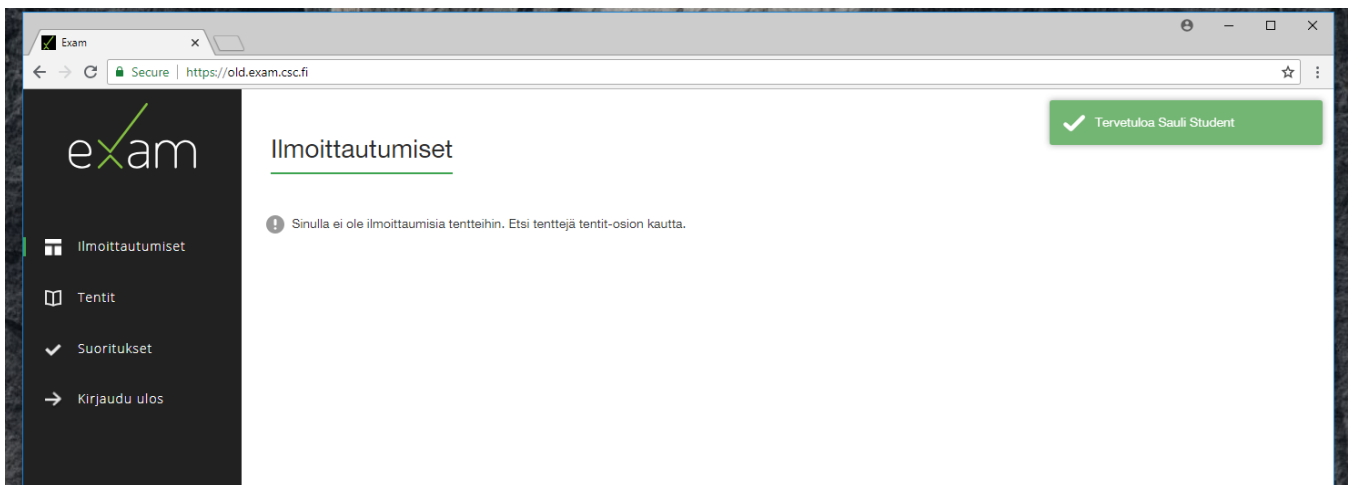 Exam
Secure https://old.exam.csc.fi
exam
Tervetuloa Sauli Student
Ilmoittautumiset
Sinulla ei ole ilmoittaumisia tentteihin. Etsi tenttejä tentit-osion kautta.
Ilmoittautumiset
Tentit
Suoritukset
Kirjaudu ulos